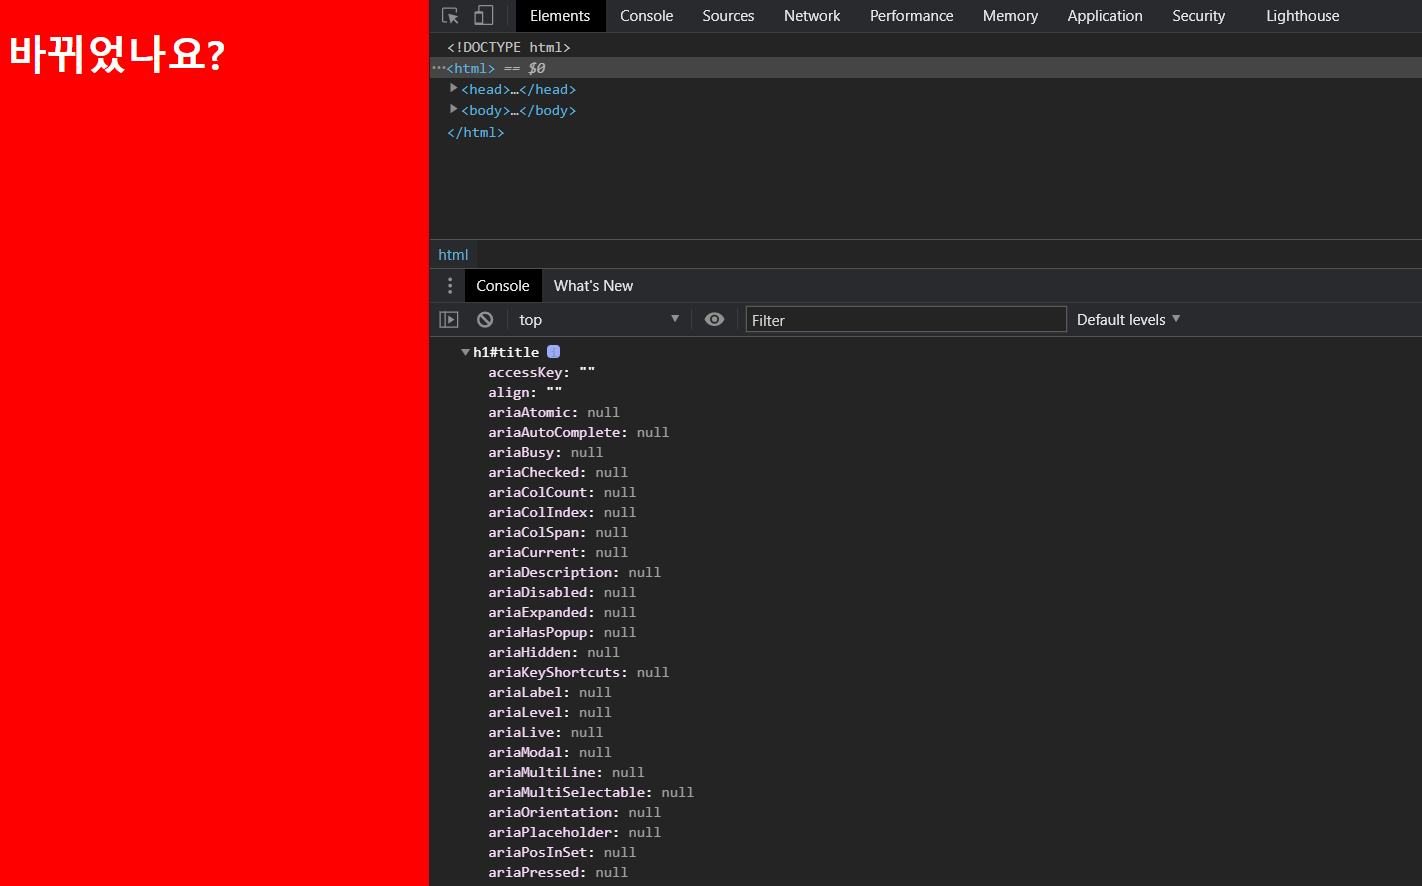 바뀌었나요?
Elements Console Sources Network Performance Memory Application Security Lighthouse
<!DOCTYPE html>
…<html> == $0
<head>…</head>
<body>…</body>
</html>
html
Console What's New
top Filter Default levels
h1#title i
accessKey: ""
align: ""
ariaAtomic: null
ariaAutoComplete: null
ariaBusy: null
ariaChecked: null
ariaColCount: null
ariaColIndex: null
ariaColSpan: null
ariaCurrent: null
ariaDescription: null
ariaDisabled: null
ariaExpanded: null
ariaHasPopup: null
ariaHidden: null
ariaKeyShortcuts: null
ariaLabel: null
ariaLevel: null
ariaLive: null
ariaModal: null
ariaMultiLine: null
ariaMultiSelectable: null
ariaOrientation: null
ariaPlaceholder: null
ariaPosInSet: null
ariaPressed: null